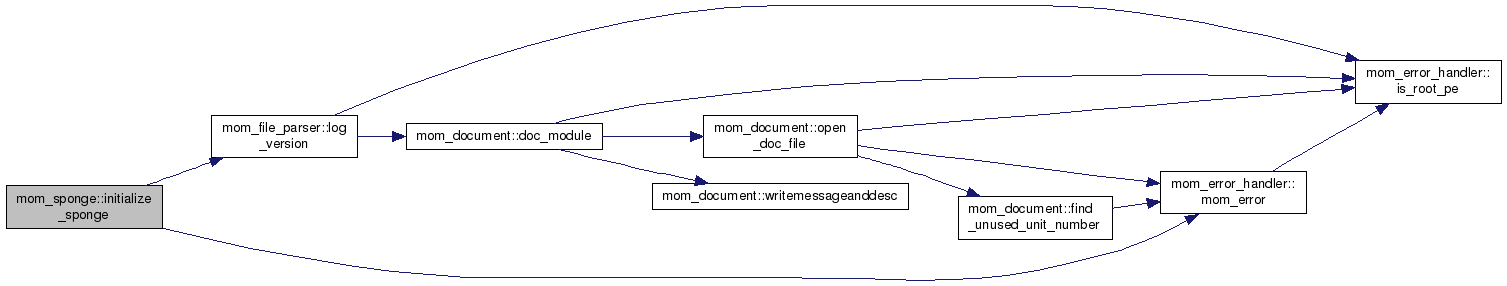 mom_sponge::initialize
_sponge
mom_file_parser::log
_version
mom_document::doc_module
mom_document::open
_doc_file
mom_document::writemessageanddesc
mom_document::find
_unused_unit_number
mom_error_handler::
mom_error
mom_error_handler::
is_root_pe